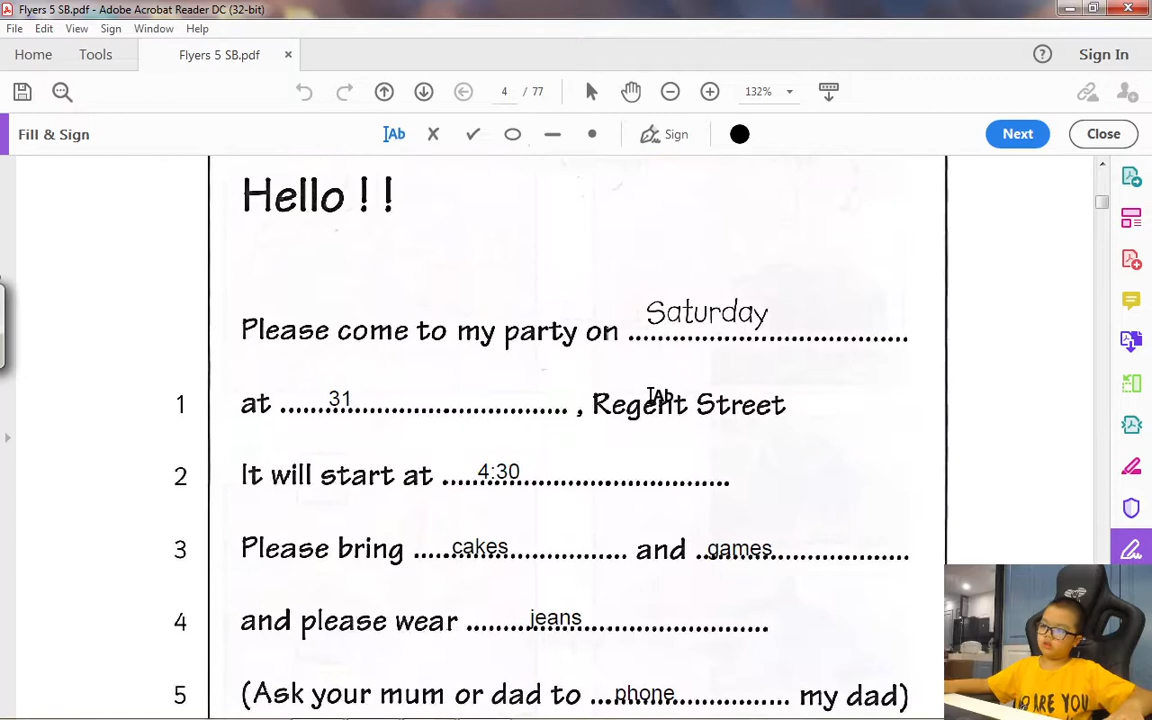 Flyers 5 SB.pdf - Adobe Acrobat Reader DC (32-bit)
File Edit View Sign Window Help
Home Tools Flyers 5 SB.pdf × Sign In
4 / 77 132%
Fill & Sign IAb Sign Next Close
Hello ! !
Please come to my party on Saturday
1 at 31 , Regent Street
2 It will start at 4:30
3 Please bring cakes and games
4 and please wear jeans
5 (Ask your mum or dad to phone my dad)